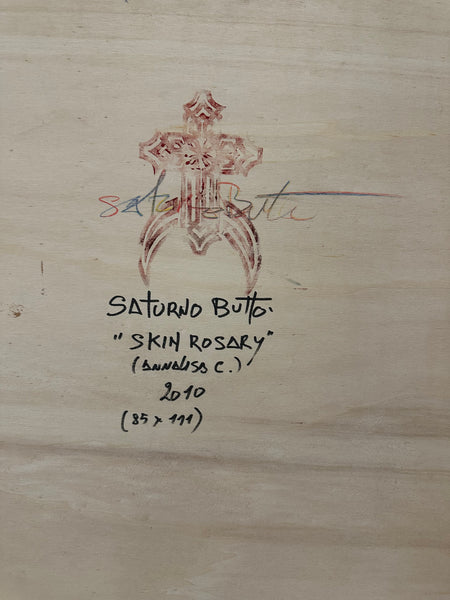 Saturno Butto
SATURNO BUTTO.
"SKIN ROSARY"
(ANNALISA C.)
2010
(85 x 111)